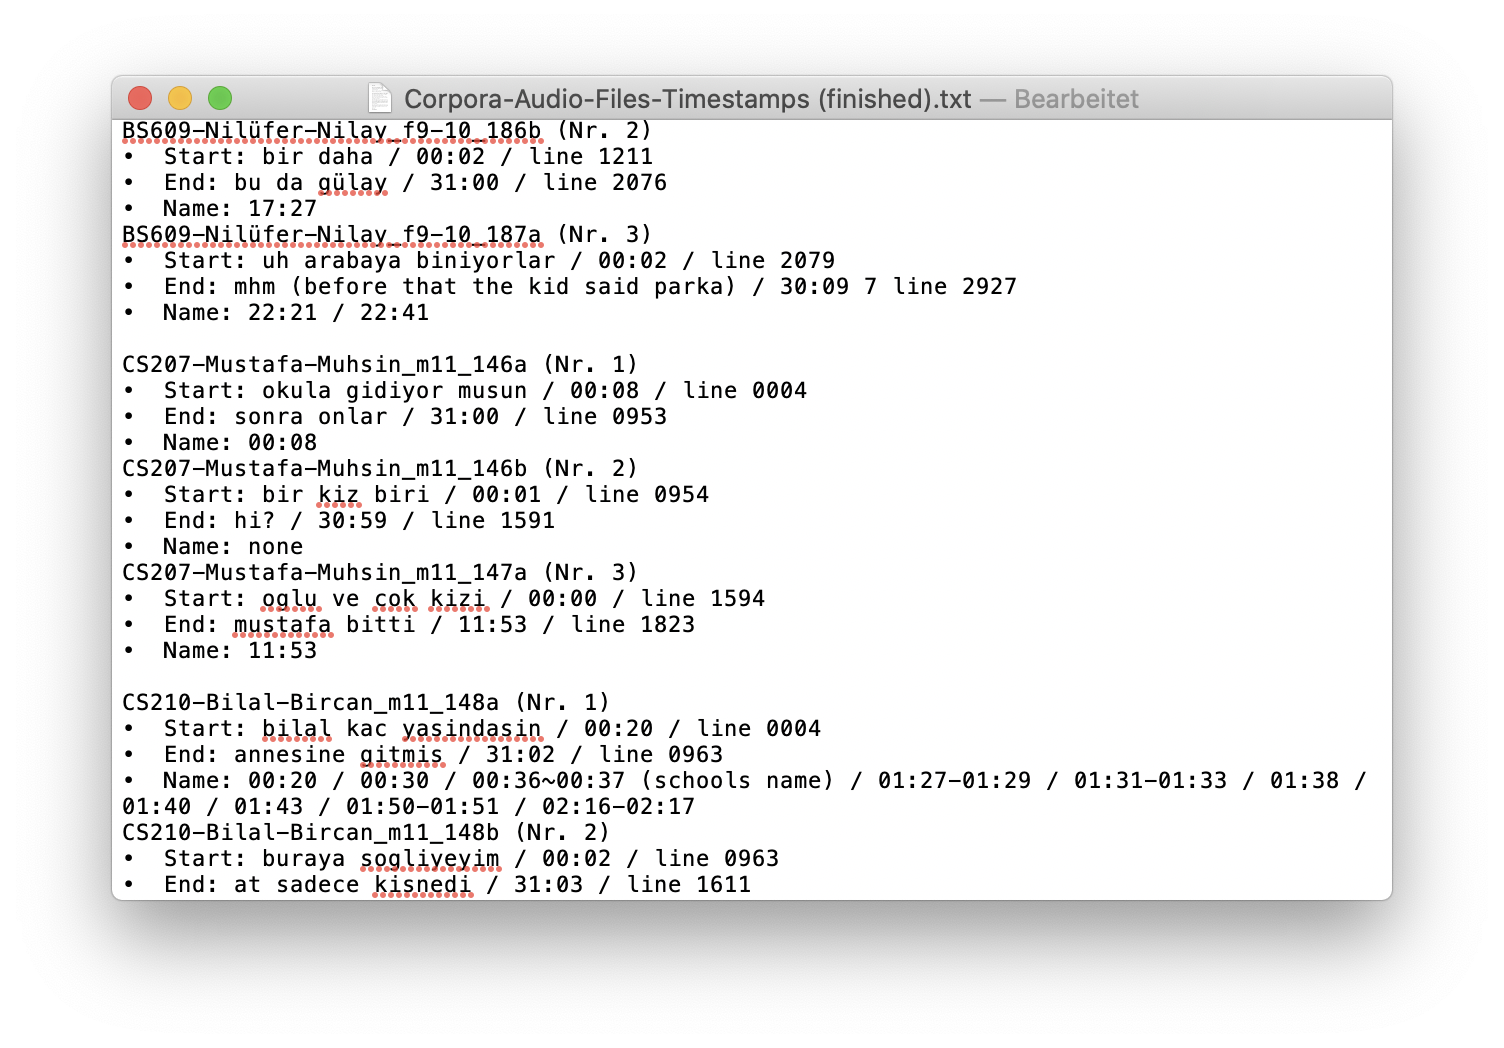 Corpora-Audio-Files-Timestamps (finished).txt — Bearbeitet
BS609-Nilüfer-Nilay_f9-10_186b (Nr. 2)
• Start: bir daha / 00:02 / line 1211
• End: bu da gülay / 31:00 / line 2076
• Name: 17:27
BS609-Nilüfer-Nilay_f9-10_187a (Nr. 3)
• Start: uh arabaya biniyorlar / 00:02 / line 2079
• End: mhm (before that the kid said parka) / 30:09 7 line 2927
• Name: 22:21 / 22:41
CS207-Mustafa-Muhsin_m11_146a (Nr. 1)
• Start: okula gidiyor musun / 00:08 / line 0004
• End: sonra onlar / 31:00 / line 0953
• Name: 00:08
CS207-Mustafa-Muhsin_m11_146b (Nr. 2)
• Start: bir kiz biri / 00:01 / line 0954
• End: hi? / 30:59 / line 1591
• Name: none
CS207-Mustafa-Muhsin_m11_147a (Nr. 3)
• Start: oglu ve cok kizi / 00:00 / line 1594
• End: mustafa bitti / 11:53 / line 1823
• Name: 11:53
CS210-Bilal-Bircan_m11_148a (Nr. 1)
• Start: bilal kac yasindasin / 00:20 / line 0004
• End: annesine gitmis / 31:02 / line 0963
• Name: 00:20 / 00:30 / 00:36~00:37 (schools name) / 01:27-01:29 / 01:31-01:33 / 01:38 /
01:40 / 01:43 / 01:50-01:51 / 02:16-02:17
CS210-Bilal-Bircan_m11_148b (Nr. 2)
• Start: buraya sogliyeyim / 00:02 / line 0963
• End: at sadece kisnedi / 31:03 / line 1611